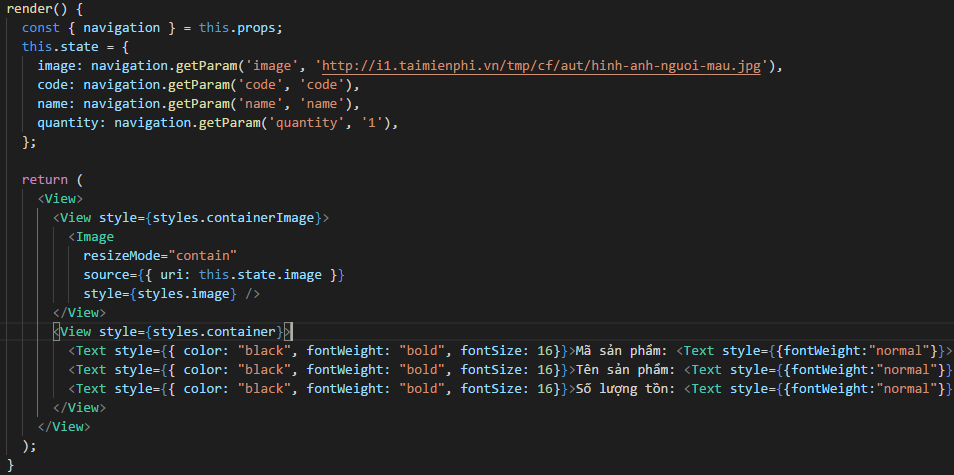 render() {
const { navigation } = this.props;
this.state = {
image: navigation.getParam('image', 'http://i1.taimienphi.vn/tmp/cf/aut/hinh-anh-nguoi-mau.jpg'),
code: navigation.getParam('code', 'code'),
name: navigation.getParam('name', 'name'),
quantity: navigation.getParam('quantity', '1'),
};
return (
<View>
<View style={styles.containerImage}>
<Image
resizeMode="contain"
source={{ uri: this.state.image }}
style={styles.image} />
</View>
<View style={styles.container}>
<Text style={{ color: "black", fontWeight: "bold", fontSize: 16}}>Mã sản phẩm: <Text style={{fontWeight:"normal"}}>
<Text style={{ color: "black", fontWeight: "bold", fontSize: 16}}>Tên sản phẩm: <Text style={{fontWeight:"normal"}}
<Text style={{ color: "black", fontWeight: "bold", fontSize: 16}}>Số lượng tồn: <Text style={{fontWeight:"normal"}}
</View>
</View>
);
}